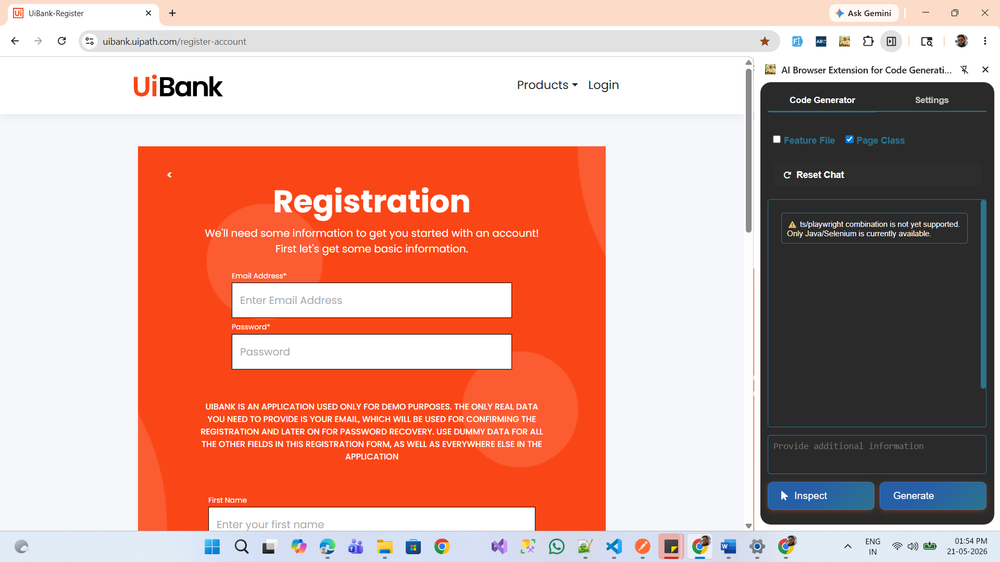 UiBank-Register
Ask Gemini
uibank.uipath.com/register-account
ARC
UiBank
Products
Login
Registration
We'll need some information to get you started with an account!
First let's get some basic information.
Email Address*
Enter Email Address
Password*
Password
UIBANK IS AN APPLICATION USED ONLY FOR DEMO PURPOSES. THE ONLY REAL DATA
YOU NEED TO PROVIDE IS YOUR EMAIL, WHICH WILL BE USED FOR CONFIRMING THE
REGISTRATION AND LATER ON FOR PASSWORD RECOVERY. USE DUMMY DATA FOR ALL
THE OTHER FIELDS IN THIS REGISTRATION FORM, AS WELL AS EVERYWHERE ELSE IN THE
APPLICATION
First Name
Enter your first name
AI Browser Extension for Code Generati...
Code Generator
Settings
Feature File
Page Class
Reset Chat
ts/playwright combination is not yet supported.
Only Java/Selenium is currently available.
Provide additional information
Inspect
Generate
ENG
IN
01:54 PM
21-05-2026